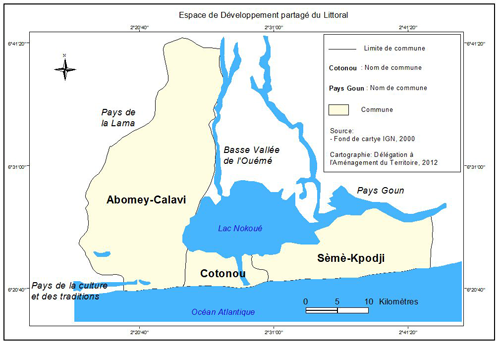 Espace de Développement partagé du Littoral
2°20'40"
2°31'0"
2°41'20"
6°41'20"
6°41'20"
Limite de commune
Cotonou : Nom de commune
Pays Goun : Nom de commune
Commune
Source:
- Fond de cartye IGN, 2000
Cartographie: Délégation à
l'Aménagement du Territoire, 2012
Pays de
la Lama
Basse Vallée
de l'Ouémé
6°31'0"
6°31'0"
Pays Goun
Abomey-Calavi
Lac Nokoué
Sèmè-Kpodji
Cotonou
Pays de la culture
et des traditions
6°20'40"
6°20'40"
0 5 10 Kilomètres
Océan Atlantique
2°20'40"
2°31'0"
2°41'20"